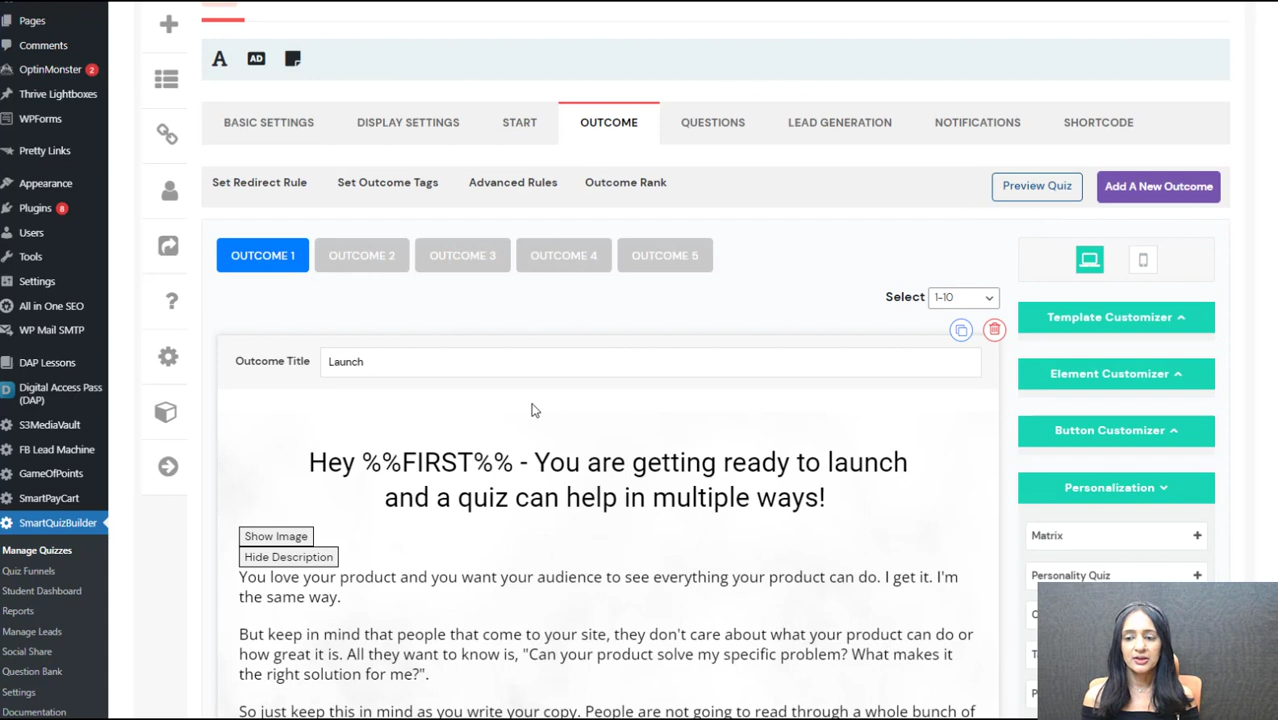 Pages
Comments
OptinMonster 2
Thrive Lightboxes
WPForms
Pretty Links
Appearance
Plugins 8
Users
Tools
Settings
All in One SEO
WP Mail SMTP
DAP Lessons
Digital Access Pass
(DAP)
S3MediaVault
FB Lead Machine
GameOfPoints
SmartPayCart
SmartQuizBuilder
Manage Quizzes
Quiz Funnels
Student Dashboard
Reports
Manage Leads
Social Share
Question Bank
Settings
Documentation
A AD
BASIC SETTINGS DISPLAY SETTINGS START OUTCOME QUESTIONS LEAD GENERATION NOTIFICATIONS SHORTCODE
Set Redirect Rule Set Outcome Tags Advanced Rules Outcome Rank Preview Quiz Add A New Outcome
OUTCOME 1 OUTCOME 2 OUTCOME 3 OUTCOME 4 OUTCOME 5
Select 1-10
Outcome Title Launch
Hey %%FIRST%% - You are getting ready to launch
and a quiz can help in multiple ways!
Show Image
Hide Description
You love your product and you want your audience to see everything your product can do. I get it. I'm
the same way.
But keep in mind that people that come to your site, they don't care about what your product can do or
how great it is. All they want to know is, "Can your product solve my specific problem? What makes it
the right solution for me?".
So just keep this in mind as you write your copy. People are not going to read through a whole bunch of
Template Customizer
Element Customizer
Button Customizer
Personalization
Matrix +
Personality Quiz +